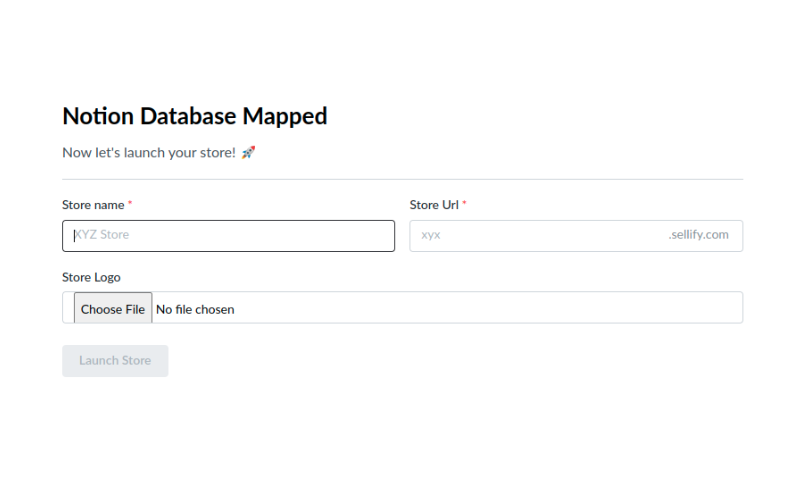 Notion Database Mapped
Now let's launch your store! 🚀
Store name *
Store Url *
XYZ Store
xyx
.sellify.com
Store Logo
Choose File No file chosen
Launch Store